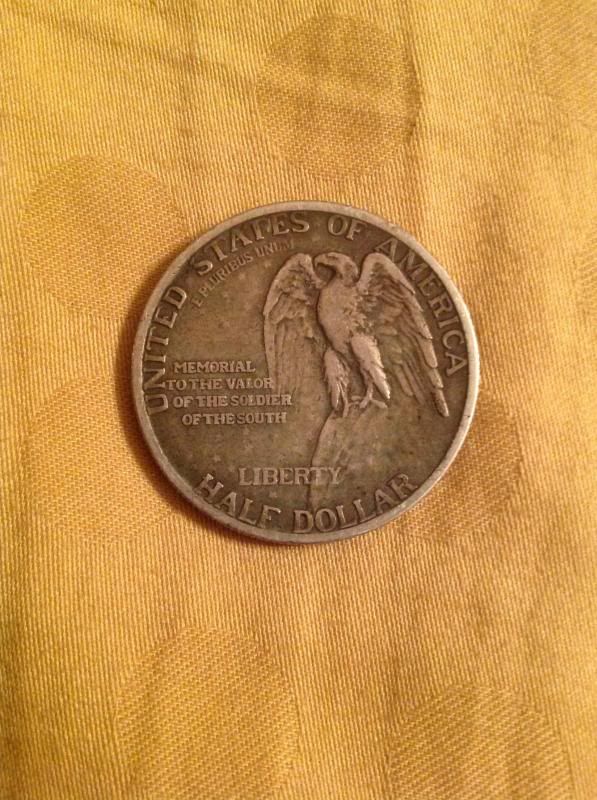 UNITED STATES OF AMERICA
E PLURIBUS UNUM
MEMORIAL
TO THE VALOR
OF THE SOLDIER
OF THE SOUTH
LIBERTY
HALF DOLLAR